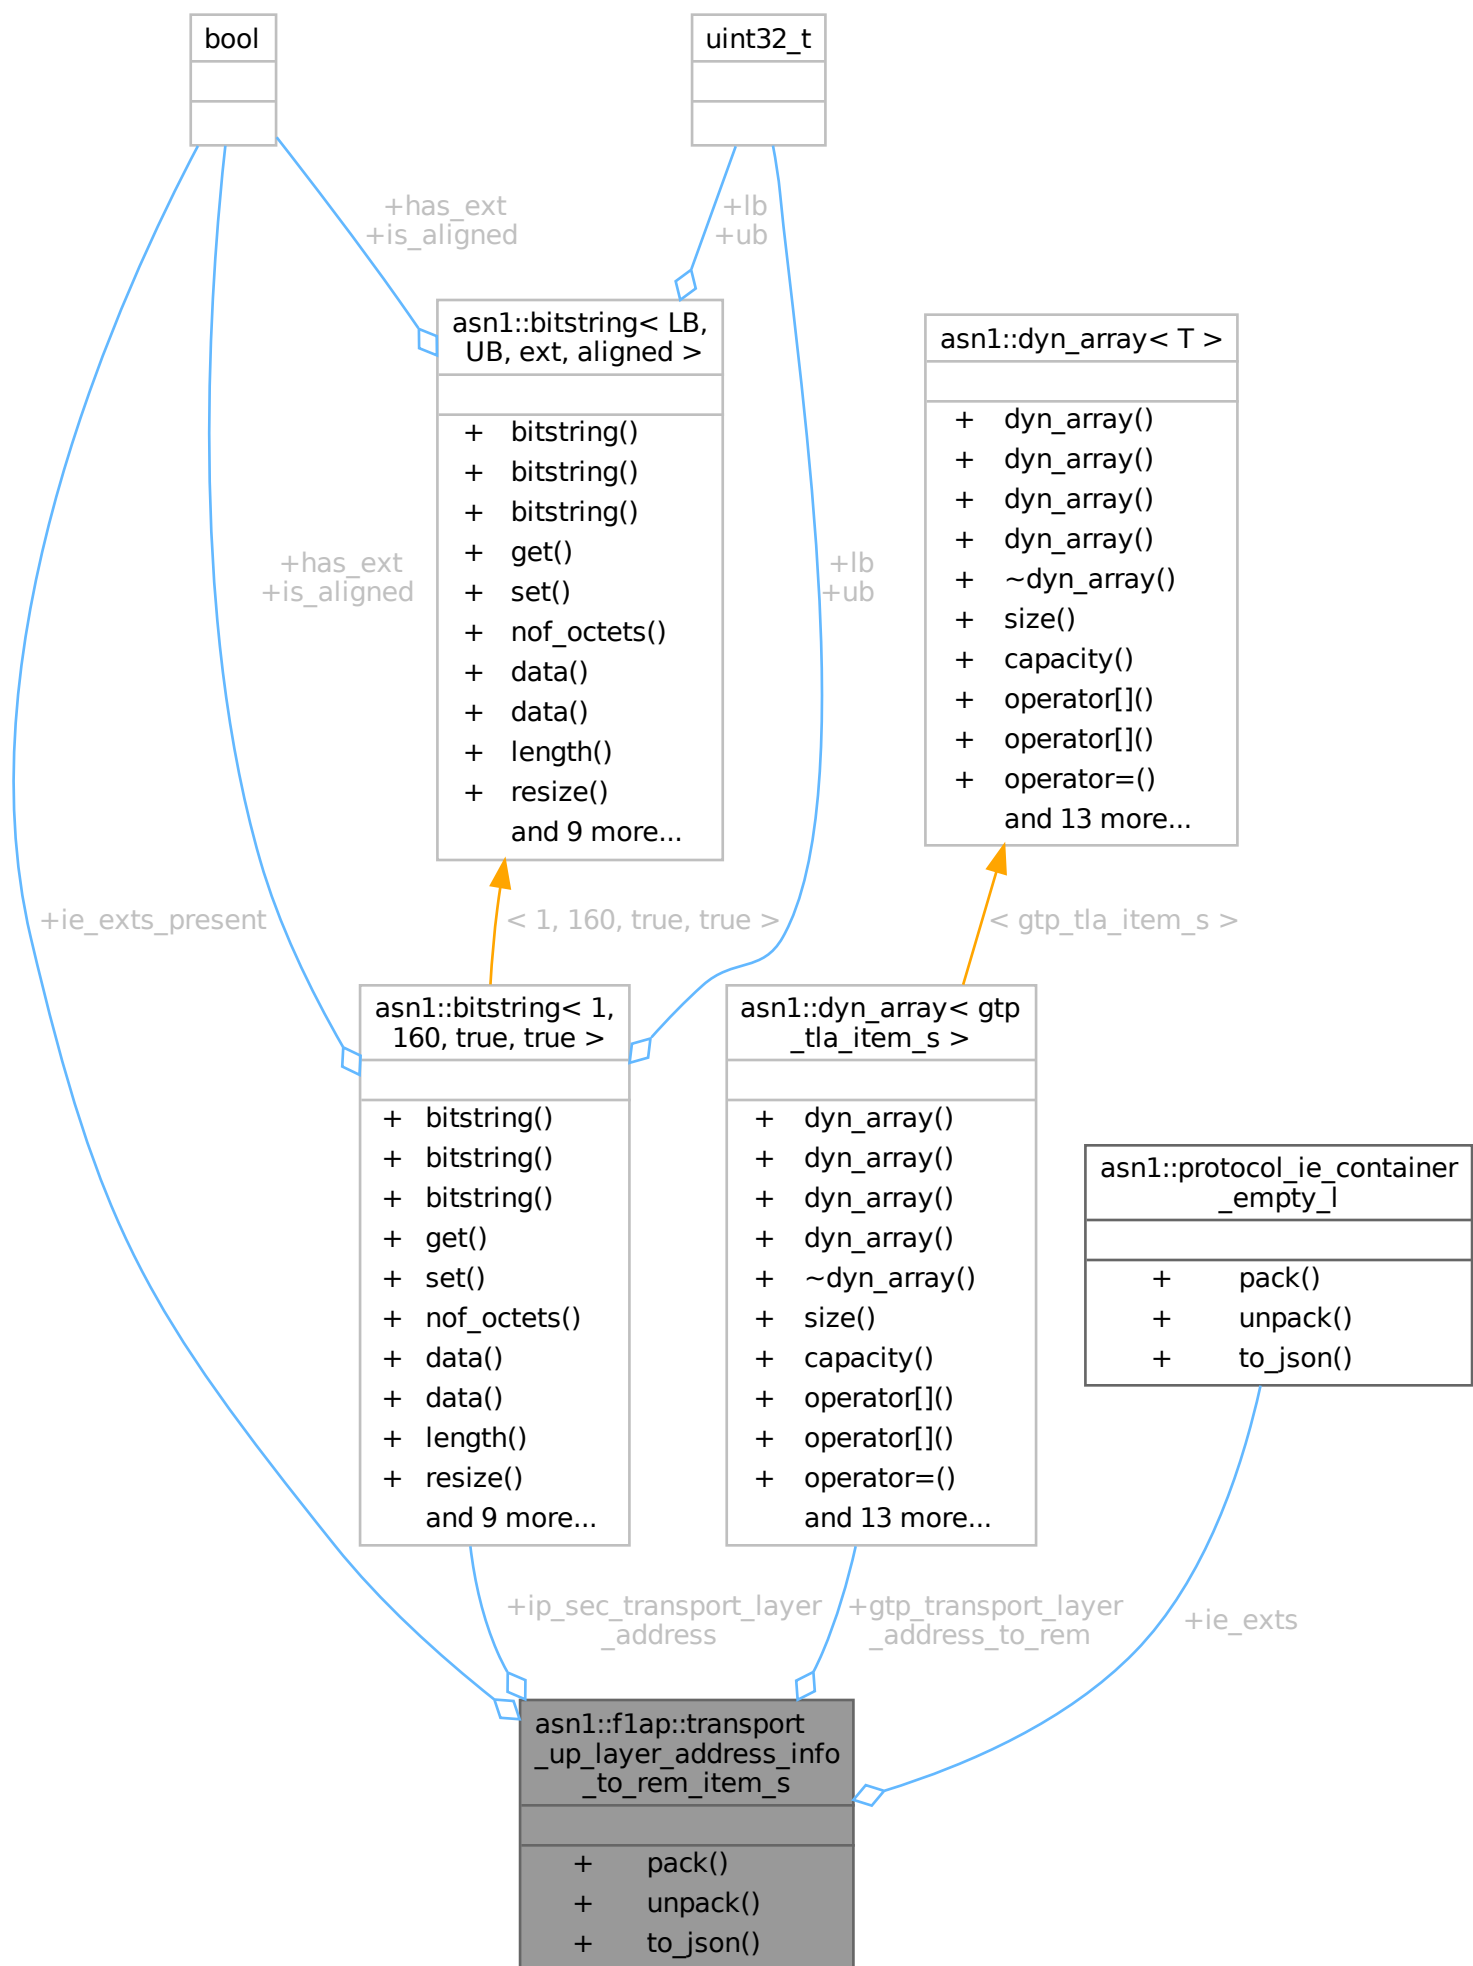 bool
uint32_t
+has_ext
+is_aligned
+lb
+ub
asn1::bitstring< LB,
UB, ext, aligned >
+ bitstring()
+ bitstring()
+ bitstring()
+ get()
+ set()
+ nof_octets()
+ data()
+ data()
+ length()
+ resize()
and 9 more...
asn1::dyn_array< T >
+ dyn_array()
+ dyn_array()
+ dyn_array()
+ dyn_array()
+ ~dyn_array()
+ size()
+ capacity()
+ operator[]()
+ operator[]()
+ operator=()
and 13 more...
+has_ext
+is_aligned
+lb
+ub
+ie_exts_present
< 1, 160, true, true >
< gtp_tla_item_s >
asn1::bitstring< 1,
160, true, true >
+ bitstring()
+ bitstring()
+ bitstring()
+ get()
+ set()
+ nof_octets()
+ data()
+ data()
+ length()
+ resize()
and 9 more...
asn1::dyn_array< gtp
_tla_item_s >
+ dyn_array()
+ dyn_array()
+ dyn_array()
+ dyn_array()
+ ~dyn_array()
+ size()
+ capacity()
+ operator[]()
+ operator[]()
+ operator=()
and 13 more...
asn1::protocol_ie_container
_empty_l
+ pack()
+ unpack()
+ to_json()
+ip_sec_transport_layer
_address
+gtp_transport_layer
_address_to_rem
+ie_exts
asn1::f1ap::transport
_up_layer_address_info
_to_rem_item_s
+ pack()
+ unpack()
+ to_json()